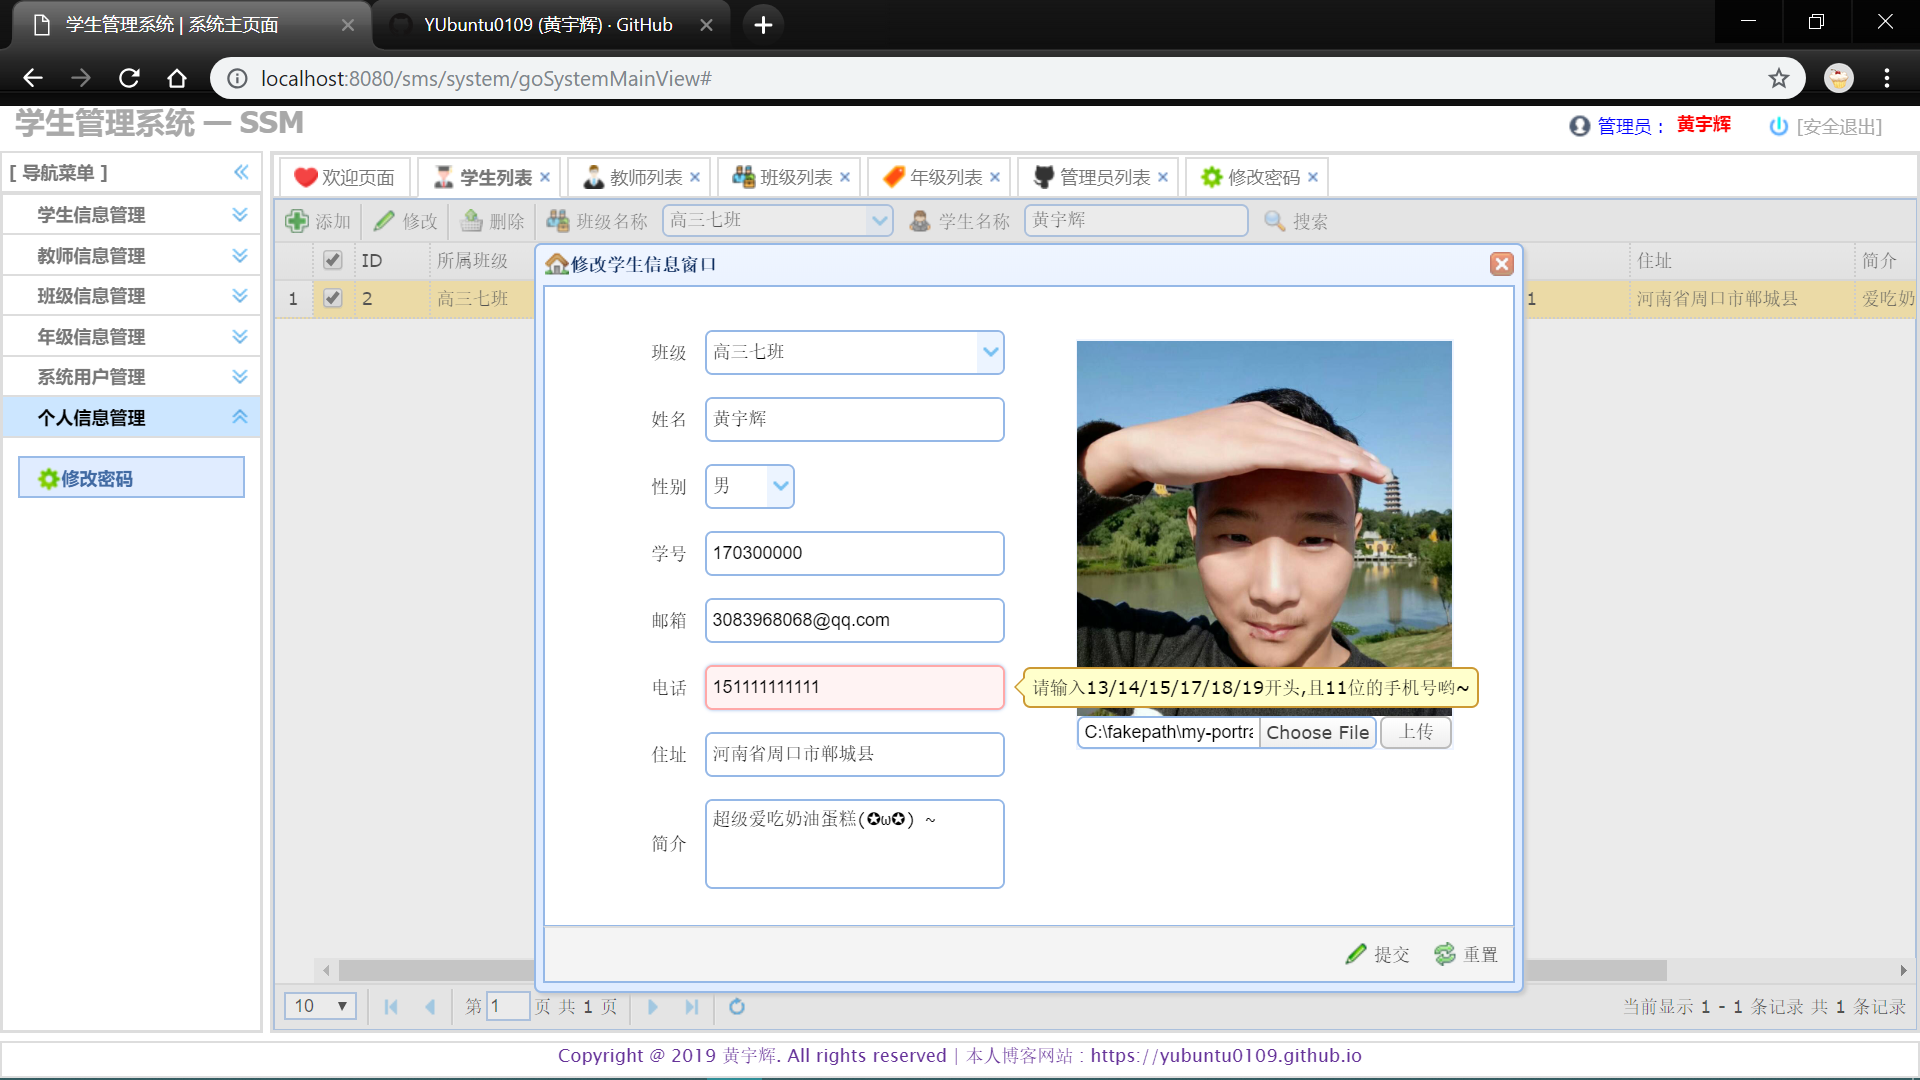 学生管理系统 | 系统主页面
YUbuntu0109 (黄宇辉) · GitHub
localhost:8080/sms/system/goSystemMainView#
学生管理系统 — SSM
管理员： 黄宇辉 [安全退出]
[ 导航菜单 ]
学生信息管理
教师信息管理
班级信息管理
年级信息管理
系统用户管理
个人信息管理
修改密码
欢迎页面 学生列表 教师列表 班级列表 年级列表 管理员列表 修改密码
添加 修改 删除 班级名称 高三七班 学生名称 黄宇辉 搜索
ID 所属班级 住址 简介
1 2 高三七班 1 河南省周口市郸城县 爱吃奶
修改学生信息窗口
班级 高三七班
姓名 黄宇辉
性别 男
学号 170300000
邮箱 3083968068@qq.com
电话 151111111111
请输入13/14/15/17/18/19开头,且11位的手机号哟~
C:\fakepath\my-portra Choose File 上传
住址 河南省周口市郸城县
简介 超级爱吃奶油蛋糕(✪ω✪) ~
提交 重置
10 第 1 页 共 1 页
当前显示 1 - 1 条记录 共 1 条记录
Copyright @ 2019 黄宇辉. All rights reserved | 本人博客网站 : https://yubuntu0109.github.io